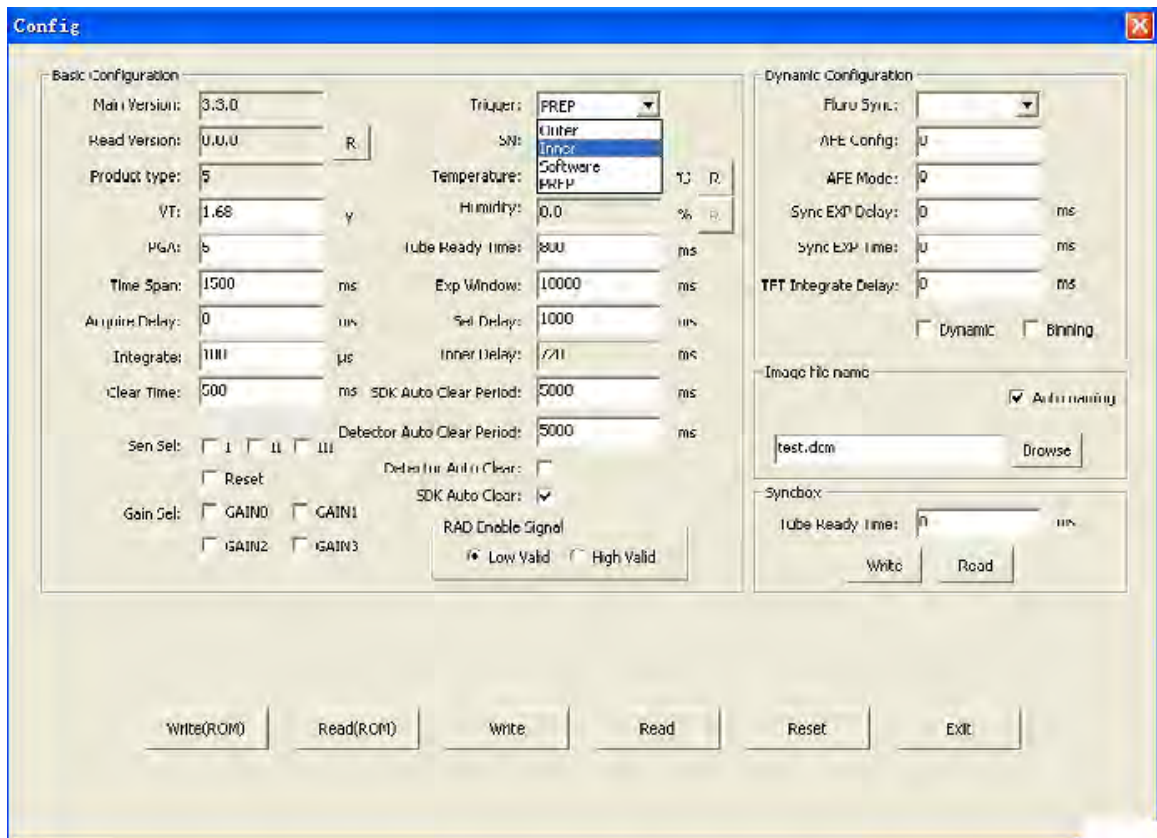 Config
Basic Configuration
Main Version: 3.3.0
Read Version: 0.0.0 R
Product type: 5
VT: 1.68 v
PGA: 5
Time Span: 1500 ms
Acquire Delay: 0 ms
Integrate: 100 μs
Clear Time: 500 ms
Sen Sel: I II III
Reset
Gain Sel: GAIN0 GAIN1
GAIN2 GAIN3
Trigger: PREP
Outer
SN: Inner
Software
Temperature: ℃ R
PREP
Humidity: 0.0 % R
Tube Ready Time: 800 ms
Exp Window: 10000 ms
Set Delay: 1000 ms
Inner Delay: 720 ms
SDK Auto Clear Period: 5000 ms
Detector Auto Clear Period: 5000 ms
Detector Auto Clear:
SDK Auto Clear:
RAD Enable Signal
Low Valid High Valid
Dynamic Configuration
Fluro Sync:
AFE Config: 0
AFE Mode: 0
Sync EXP Delay: 0 ms
Sync EXP Time: 0 ms
TFT Integrate Delay: 0 ms
Dynamic Binning
Image file name
Auto naming
test.dcm Browse
Syncbox
Tube Ready Time: 0 ms
Write Read
Write(ROM) Read(ROM) Write Read Reset Exit